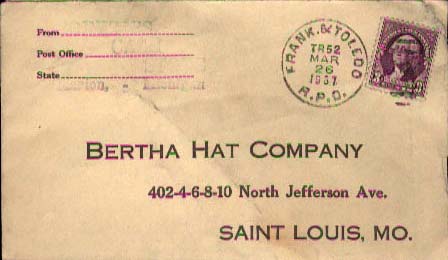 From
Post Office
State
FRANK. & TOLEDO
TR52
MAR
26
1937
R.P.O.
BERTHA HAT COMPANY
402-4-6-8-10 North Jefferson Ave.
SAINT LOUIS, MO.